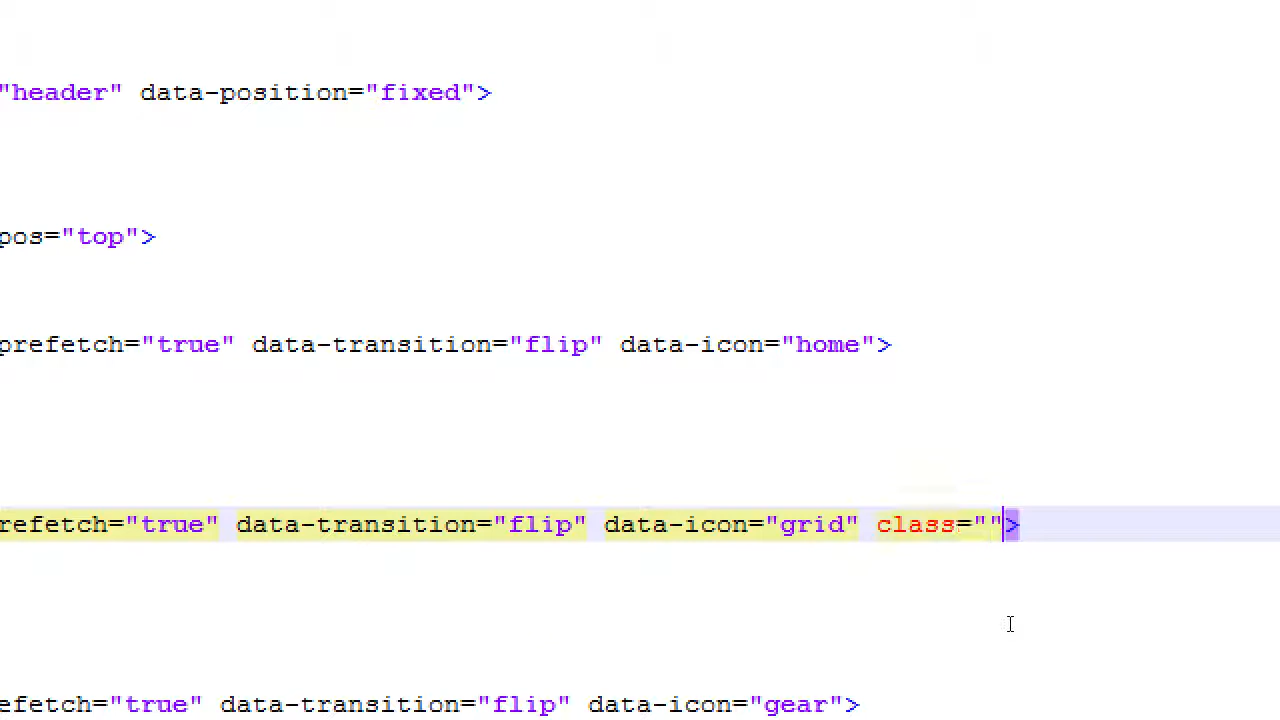 "header" data-position="fixed">
pos="top">
prefetch="true" data-transition="flip" data-icon="home">
refetch="true" data-transition="flip" data-icon="grid" class="">
efetch="true" data-transition="flip" data-icon="gear">